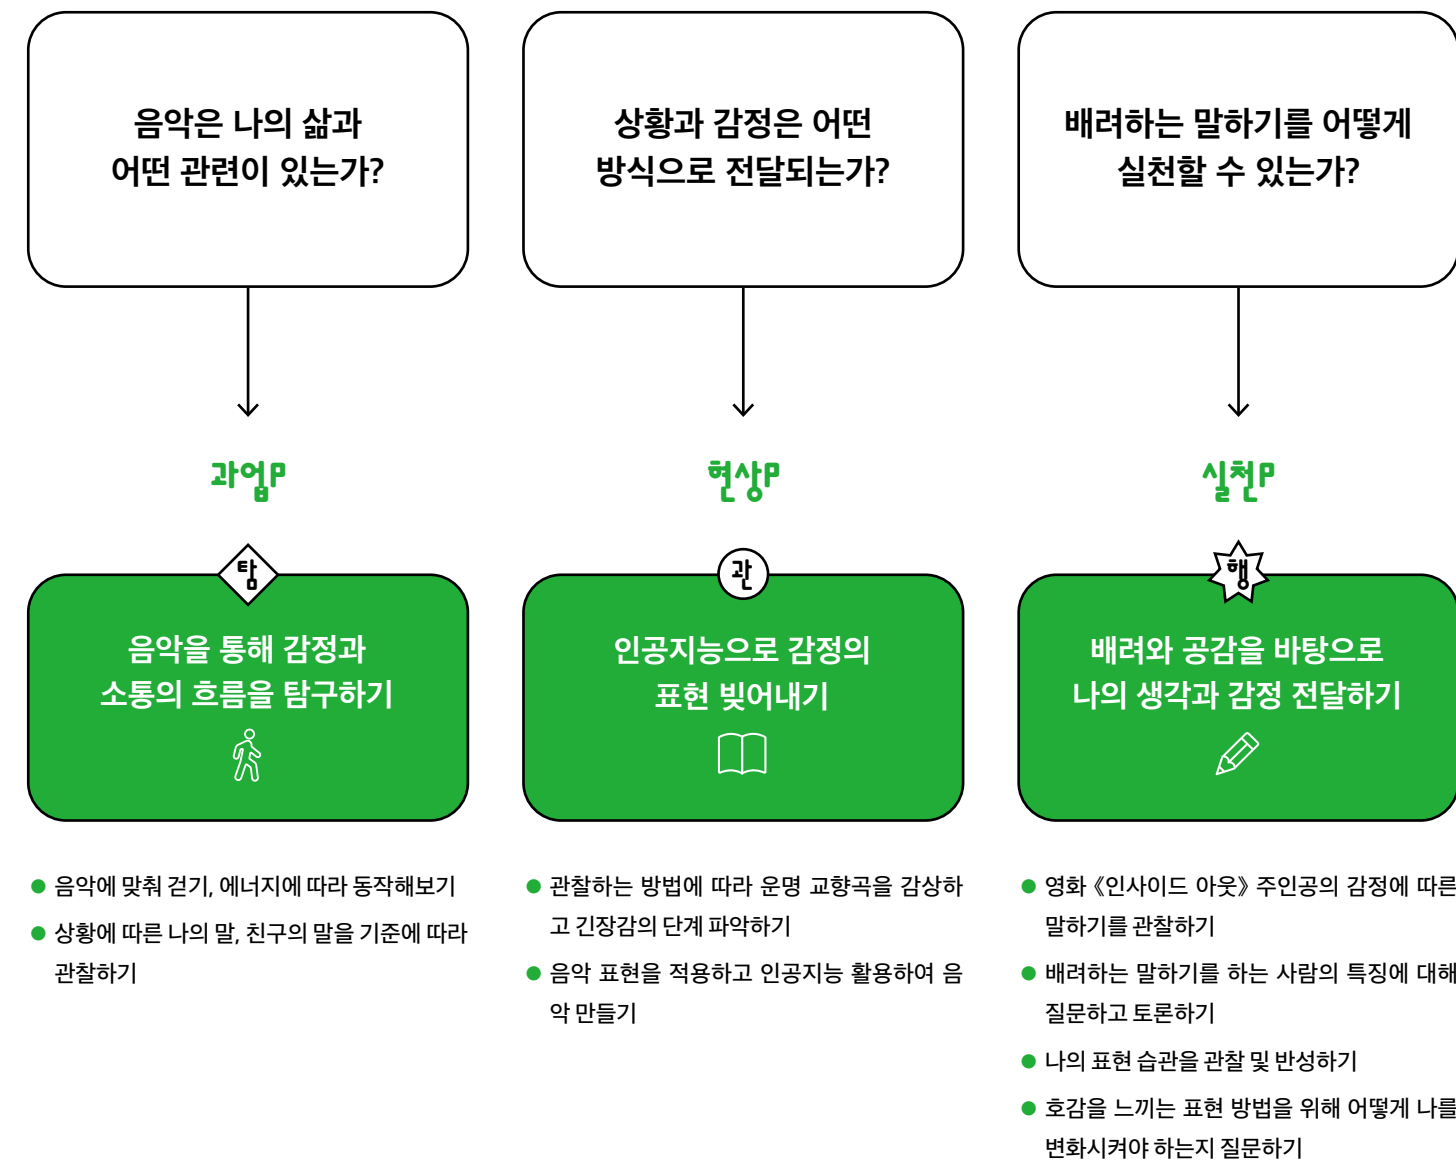 음악은 나의 삶과
어떤 관련이 있는가?
과업P
탐
음악을 통해 감정과
소통의 흐름을 탐구하기
● 음악에 맞춰 걷기, 에너지에 따라 동작해보기
● 상황에 따른 나의 말, 친구의 말을 기준에 따라
관찰하기
상황과 감정은 어떤
방식으로 전달되는가?
현상P
관
인공지능으로 감정의
표현 빚어내기
● 관찰하는 방법에 따라 운명 교향곡을 감상하
고 긴장감의 단계 파악하기
● 음악 표현을 적용하고 인공지능 활용하여 음
악 만들기
배려하는 말하기를 어떻게
실천할 수 있는가?
실천P
행
배려와 공감을 바탕으로
나의 생각과 감정 전달하기
● 영화 《인사이드 아웃》 주인공의 감정에 따른
말하기를 관찰하기
● 배려하는 말하기를 하는 사람의 특징에 대해
질문하고 토론하기
● 나의 표현 습관을 관찰 및 반성하기
● 호감을 느끼는 표현 방법을 위해 어떻게 나를
변화시켜야 하는지 질문하기